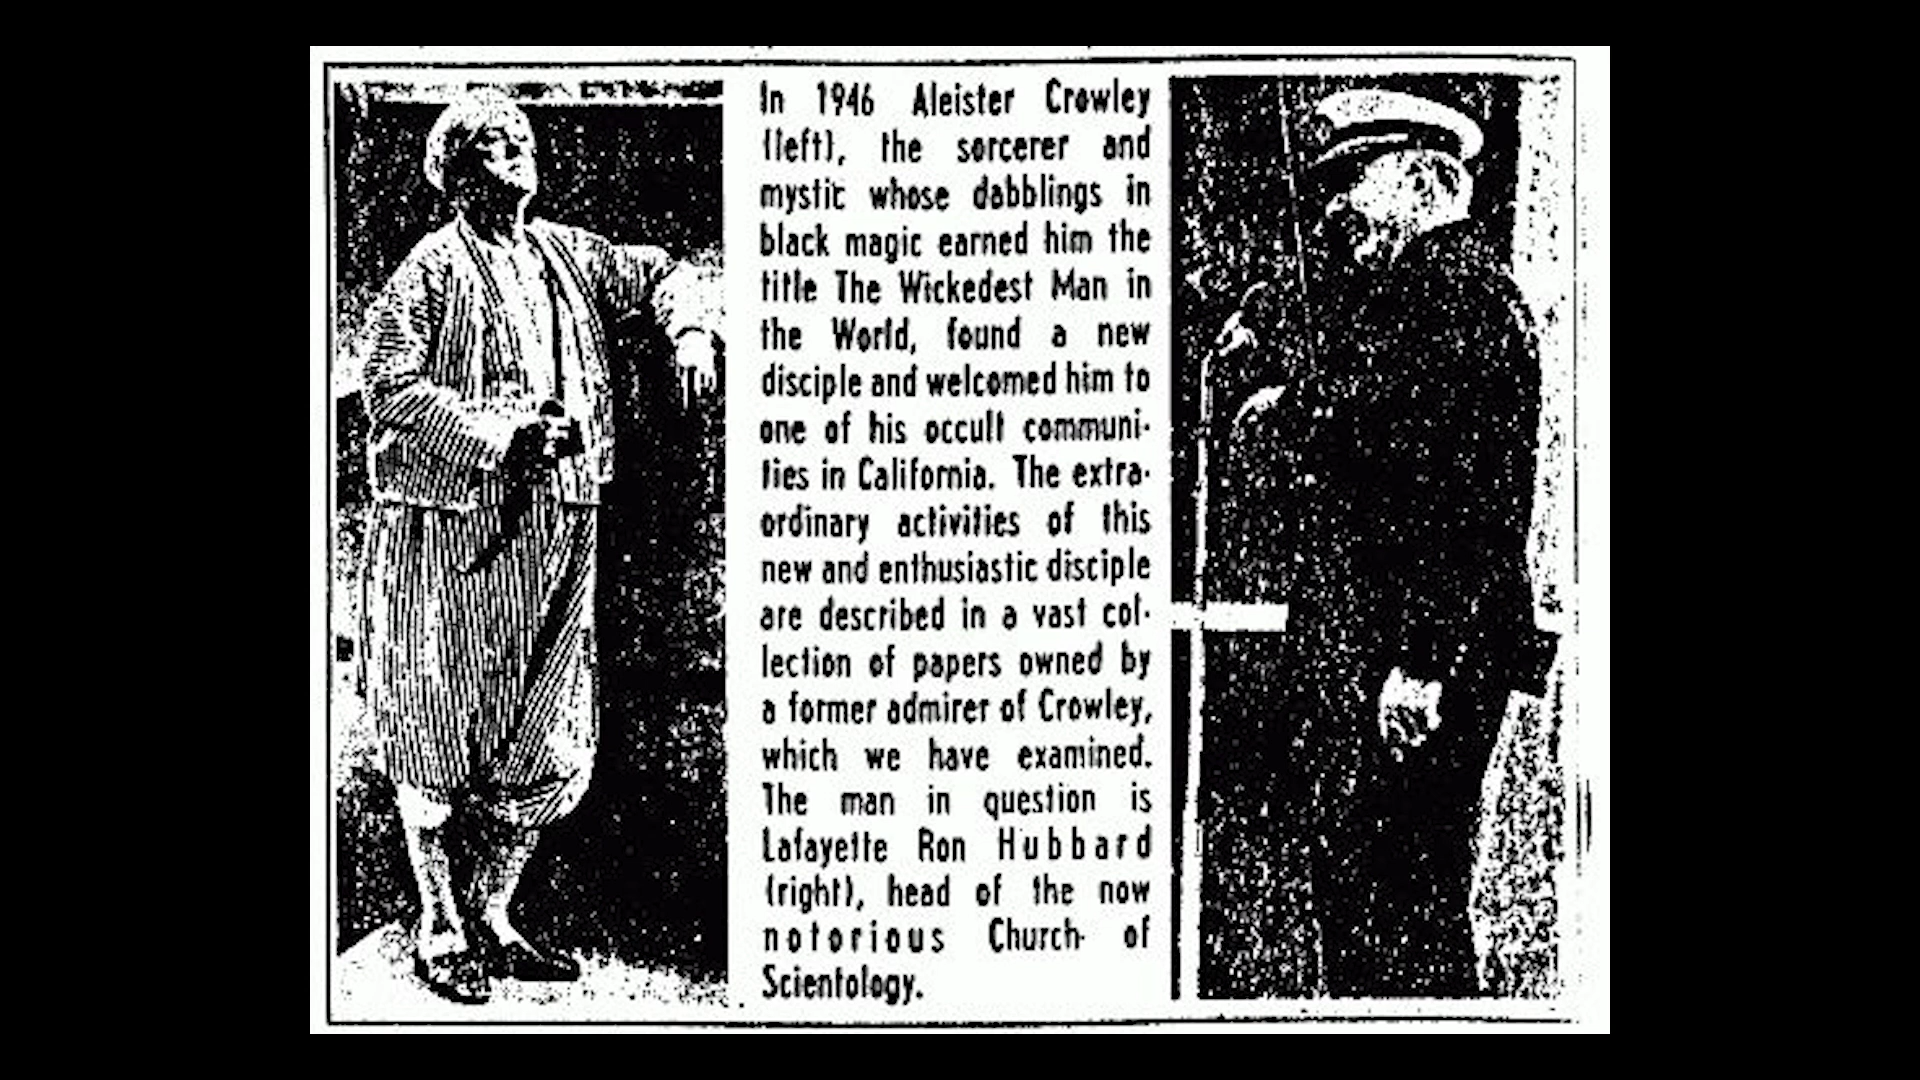 In 1946 Aleister Crowley
(left), the sorcerer and
mystic whose dabblings in
black magic earned him the
title The Wickedest Man in
the World, found a new
disciple and welcomed him to
one of his occult communi-
ties in California. The extra-
ordinary activities of this
new and enthusiastic disciple
are described in a vast col-
lection of papers owned by
a former admirer of Crowley,
which we have examined.
The man in question is
Lafayette Ron Hubbard
(right), head of the now
notorious Church of
Scientology.